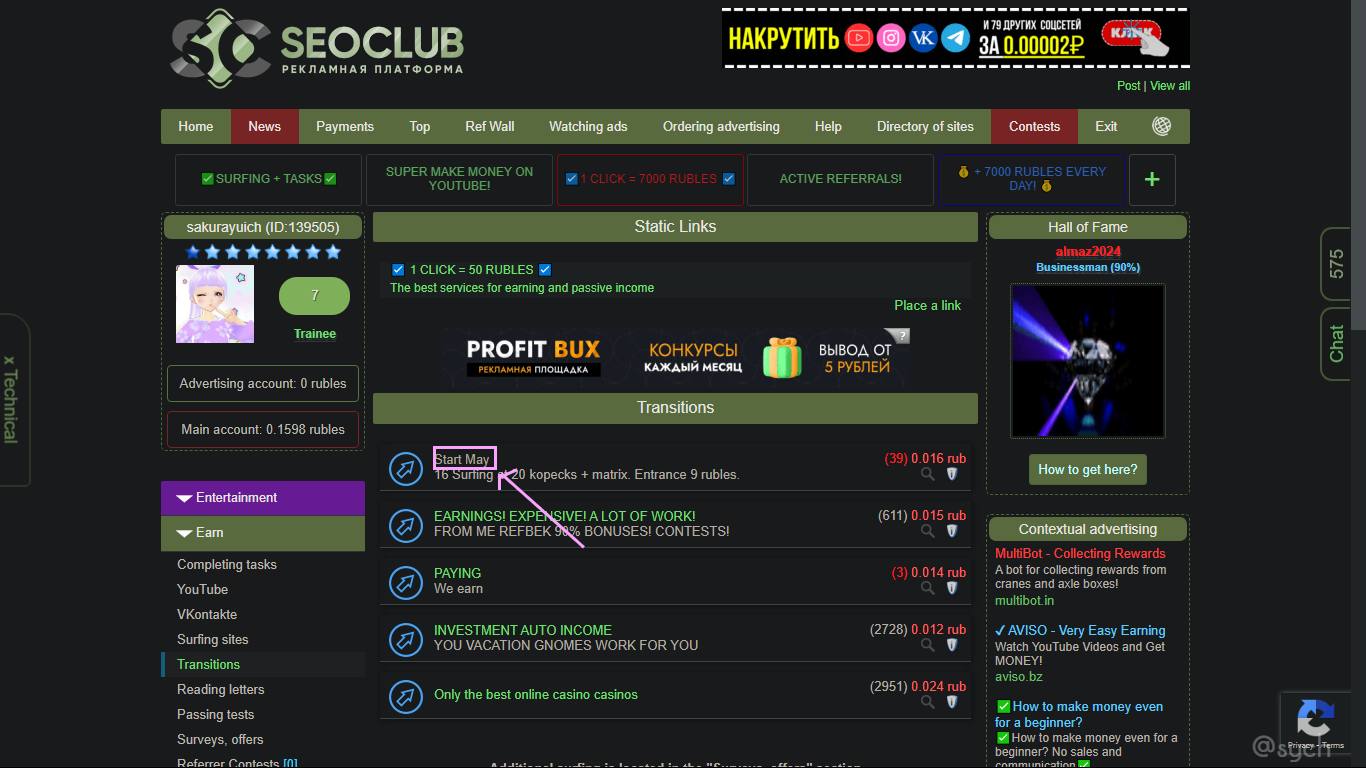 SEOCLUB
РЕКЛАМНАЯ ПЛАТФОРМА
НАКРУТИТЬ
И 79 ДРУГИХ СОЦСЕТЕЙ
ЗА 0.00002₽
КЛИК
Post | View all
Home
News
Payments
Top
Ref Wall
Watching ads
Ordering advertising
Help
Directory of sites
Contests
Exit
✅SURFING + TASKS✅
SUPER MAKE MONEY ON
YOUTUBE!
☑ 1 CLICK = 7000 RUBLES ☑
ACTIVE REFERRALS!
💰 + 7000 RUBLES EVERY
DAY! 💰
+
x Technical
sakurayuich (ID:139505)
7
Trainee
Advertising account: 0 rubles
Main account: 0.1598 rubles
Entertainment
Earn
Completing tasks
YouTube
VKontakte
Surfing sites
Transitions
Reading letters
Passing tests
Surveys, offers
Referrer Contests [0]
Static Links
☑ 1 CLICK = 50 RUBLES ☑
The best services for earning and passive income
Place a link
PROFIT BUX
РЕКЛАМНАЯ ПЛОЩАДКА
КОНКУРСЫ
КАЖДЫЙ МЕСЯЦ
ВЫВОД ОТ
5 РУБЛЕЙ
?
Transitions
Start May
(39) 0.016 rub
16 Surfing at 20 kopecks + matrix. Entrance 9 rubles.
EARNINGS! EXPENSIVE! A LOT OF WORK!
(611) 0.015 rub
FROM ME REFBEK 90% BONUSES! CONTESTS!
PAYING
(3) 0.014 rub
We earn
INVESTMENT AUTO INCOME
(2728) 0.012 rub
YOU VACATION GNOMES WORK FOR YOU
Only the best online casino casinos
(2951) 0.024 rub
Additional surfing is located in the "Surveys, offers" section
Hall of Fame
almaz2024
Businessman (90%)
How to get here?
Contextual advertising
MultiBot - Collecting Rewards
A bot for collecting rewards from
cranes and axle boxes!
multibot.in
✓ AVISO - Very Easy Earning
Watch YouTube Videos and Get
MONEY!
aviso.bz
✅ How to make money even
for a beginner?
✅How to make money even for a
beginner? No sales and
communication✅
575
Chat
Privacy - Terms
@sych